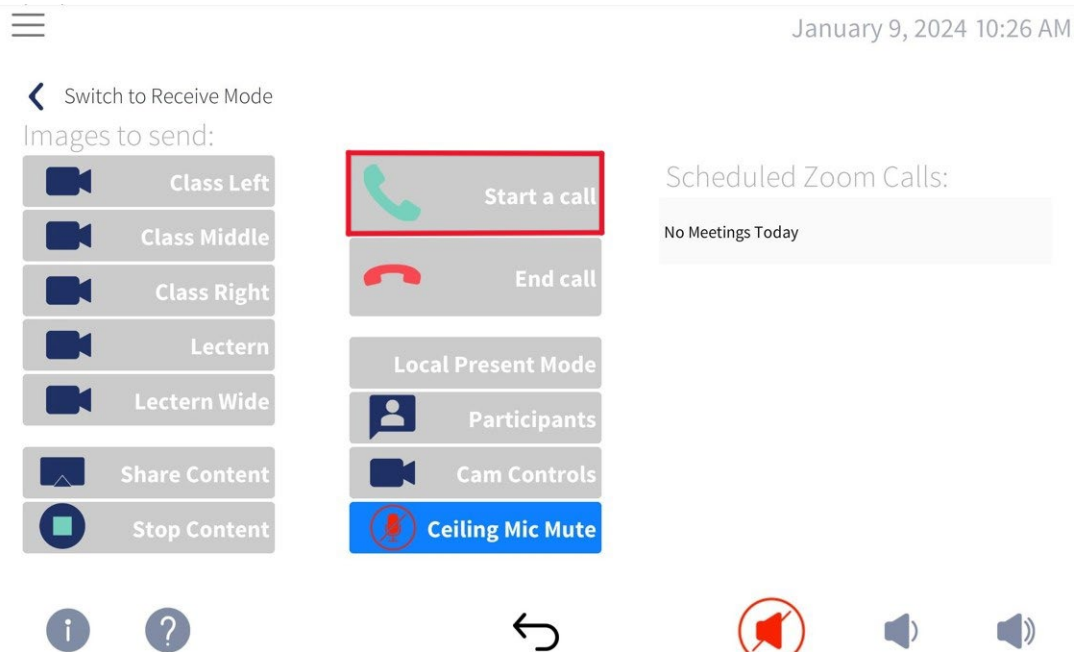 January 9, 2024 10:26 AM
Switch to Receive Mode
Images to send:
Class Left
Class Middle
Class Right
Lectern
Lectern Wide
Share Content
Stop Content
Start a call
End call
Local Present Mode
Participants
Cam Controls
Ceiling Mic Mute
Scheduled Zoom Calls:
No Meetings Today
i
?